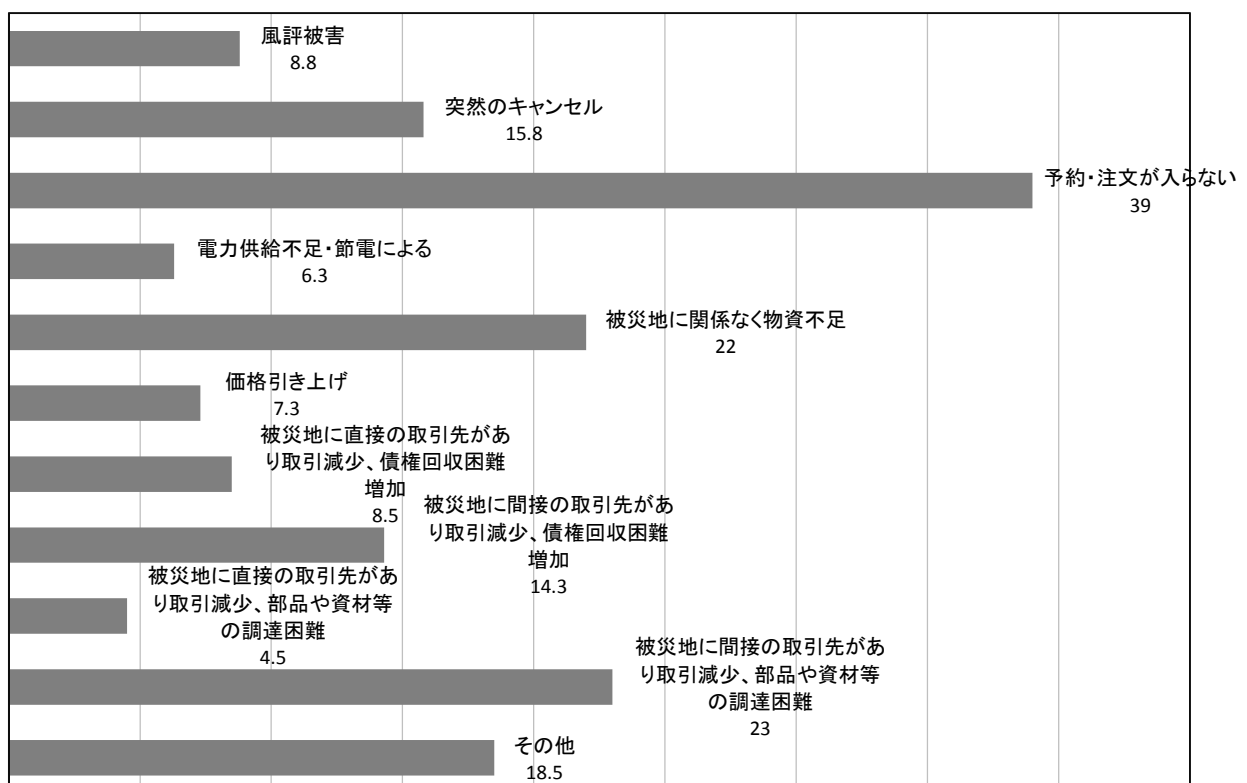 風評被害
8.8
突然のキャンセル
15.8
予約・注文が入らない
39
電力供給不足・節電による
6.3
被災地に関係なく物資不足
22
価格引き上げ
7.3
被災地に直接の取引先があ
り取引減少、債権回収困難
増加
8.5
被災地に間接の取引先があ
り取引減少、債権回収困難
増加
14.3
被災地に直接の取引先があ
り取引減少、部品や資材等
の調達困難
4.5
被災地に間接の取引先があ
り取引減少、部品や資材等
の調達困難
23
その他
18.5